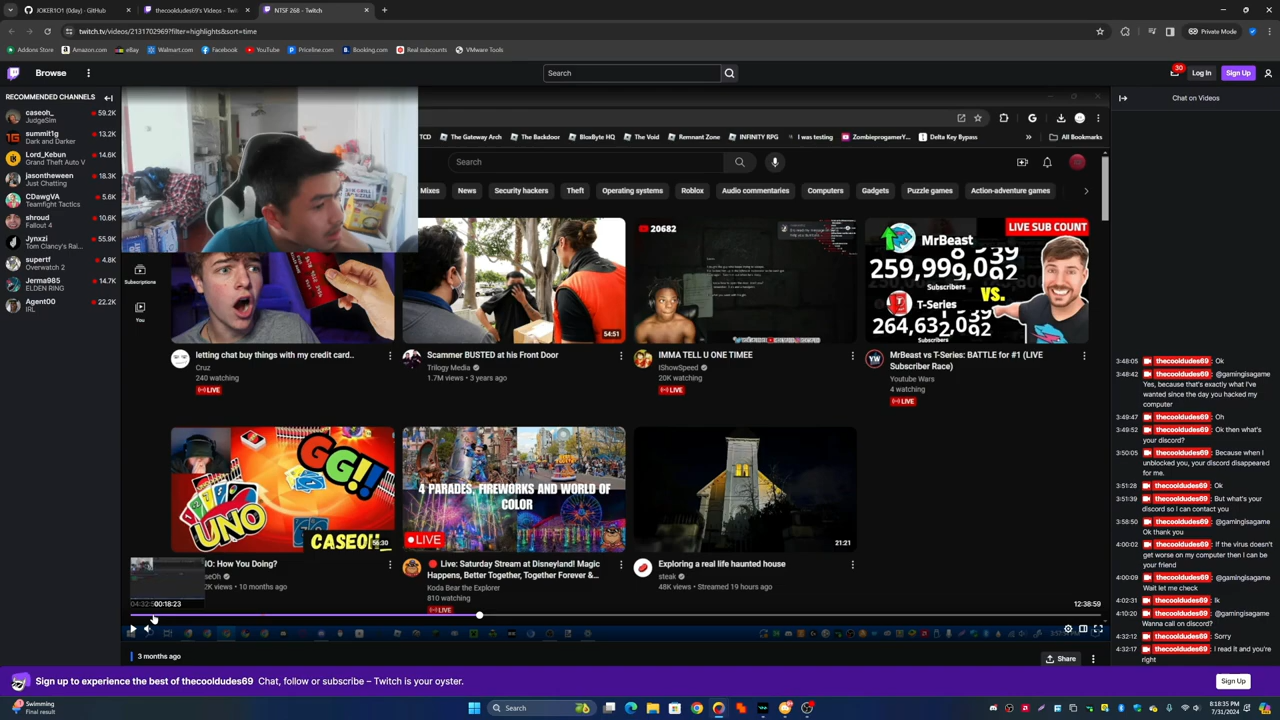 JOKER1O1 (0day) · GitHub
thecooldudes69's Videos - Twit
NTSF 268 - Twitch
twitch.tv/videos/2131702969?filter=highlights&sort=time
Private Mode
Addons Store
Amazon.com
eBay
Walmart.com
Facebook
YouTube
Priceline.com
Booking.com
Real subcounts
VMware Tools
Browse
Search
30
Log In
Sign Up
RECOMMENDED CHANNELS
caseoh_
59.2K
JudgeSim
summit1g
13.2K
Dark and Darker
Lord_Kebun
14.6K
Grand Theft Auto V
jasontheween
18.3K
Just Chatting
CDawgVA
5.6K
Teamfight Tactics
shroud
10.6K
Fallout 4
Jynxzi
55.9K
Tom Clancy's Rai...
supertf
4.8K
Overwatch 2
Jerma985
14.7K
ELDEN RING
Agent00
22.2K
IRL
TCD
The Gateway Arch
The Backdoor
BloxByte HQ
The Void
Remnant Zone
INFINITY RPG
I was testing
ZombieprogamerY...
Delta Key Bypass
All Bookmarks
Search
Mixes
News
Security hackers
Theft
Operating systems
Roblox
Audio commentaries
Computers
Gadgets
Puzzle games
Action-adventure games
Subscriptions
You
54:51
20682
LIVE SUB COUNT
MrBeast
Subscribers
VS.
T-Series
Subscribers
letting chat buy things with my credit card..
Cruz
240 watching
LIVE
Scammer BUSTED at his Front Door
Trilogy Media
1.7M views • 3 years ago
IMMA TELL U ONE TIMEE
IShowSpeed
20K watching
LIVE
MrBeast vs T-Series: BATTLE for #1 (LIVE
Subscriber Race)
Youtube Wars
4 watching
LIVE
GG!!
UNO
CASEOH
4 PARADES, FIREWORKS AND WORLD OF
COLOR
LIVE
21:21
O: How You Doing?
seOh
2K views • 10 months ago
Live: Saturday Stream at Disneyland! Magic
Happens, Better Together, Together Forever &...
Koda Bear the Explorer
810 watching
LIVE
Exploring a real life haunted house
steak
48K views • Streamed 19 hours ago
00:18:23
12:38:59
3 months ago
Share
Chat on Videos
3:48:05 thecooldudes69: Ok
3:48:42 thecooldudes69: @gamingisagame
Yes, because that's exactly what I've
wanted since the day you hacked my
computer
3:49:47 thecooldudes69: Oh
3:49:52 thecooldudes69: Ok then what's
your discord?
3:50:05 thecooldudes69: Because when I
unblocked you, your discord disappeared
for me.
3:51:28 thecooldudes69: Ok
3:51:39 thecooldudes69: But what's your
discord so I can contact you
3:58:50 thecooldudes69: @gamingisagame
Ok thank you
4:00:02 thecooldudes69: If the virus doesn't
get worse on my computer then I can be
your friend
4:00:09 thecooldudes69: @gamingisagame
Wait let me check
4:02:31 thecooldudes69: Ik
4:10:20 thecooldudes69: @gamingisagame
Wanna call on discord?
4:32:12 thecooldudes69: Sorry
4:32:17 thecooldudes69: I read it and you're
right
Sign up to experience the best of thecooldudes69
Chat, follow or subscribe – Twitch is your oyster.
Sign Up
Swimming
Final result
Search
8:18:35 PM
7/31/2024